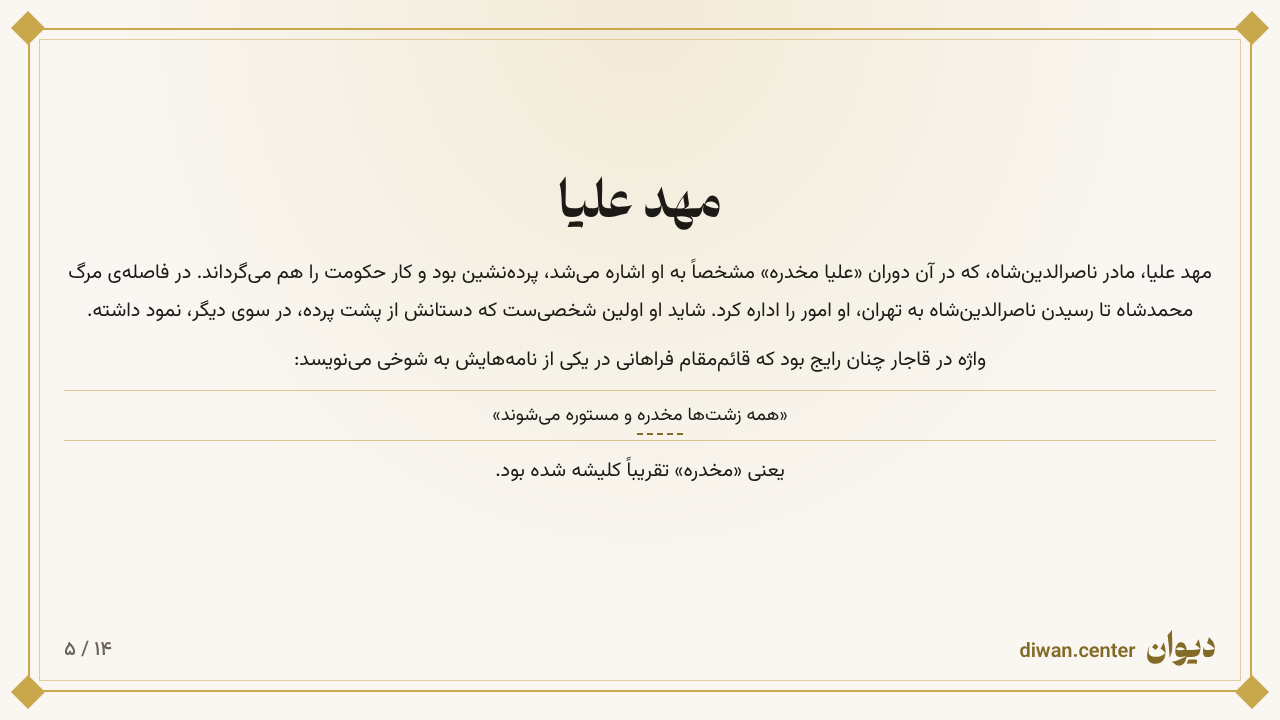 مهد علیا
مهد علیا، مادر ناصرالدین‌شاه، که در آن دوران «علیا مخدره» مشخصاً به او اشاره می‌شد، پرده‌نشین بود و کار حکومت را هم می‌گرداند. در فاصله‌ی مرگ
محمدشاه تا رسیدن ناصرالدین‌شاه به تهران، او امور را اداره کرد. شاید او اولین شخصی‌ست که دستانش از پشت پرده، در سوی دیگر، نمود داشته.
واژه در قاجار چنان رایج بود که قائم‌مقام فراهانی در یکی از نامه‌هایش به شوخی می‌نویسد:
«همه زشت‌ها مخدره و مستوره می‌شوند»
یعنی «مخدره» تقریباً کلیشه شده بود.
دیوان diwan.center
۵ / ۱۴